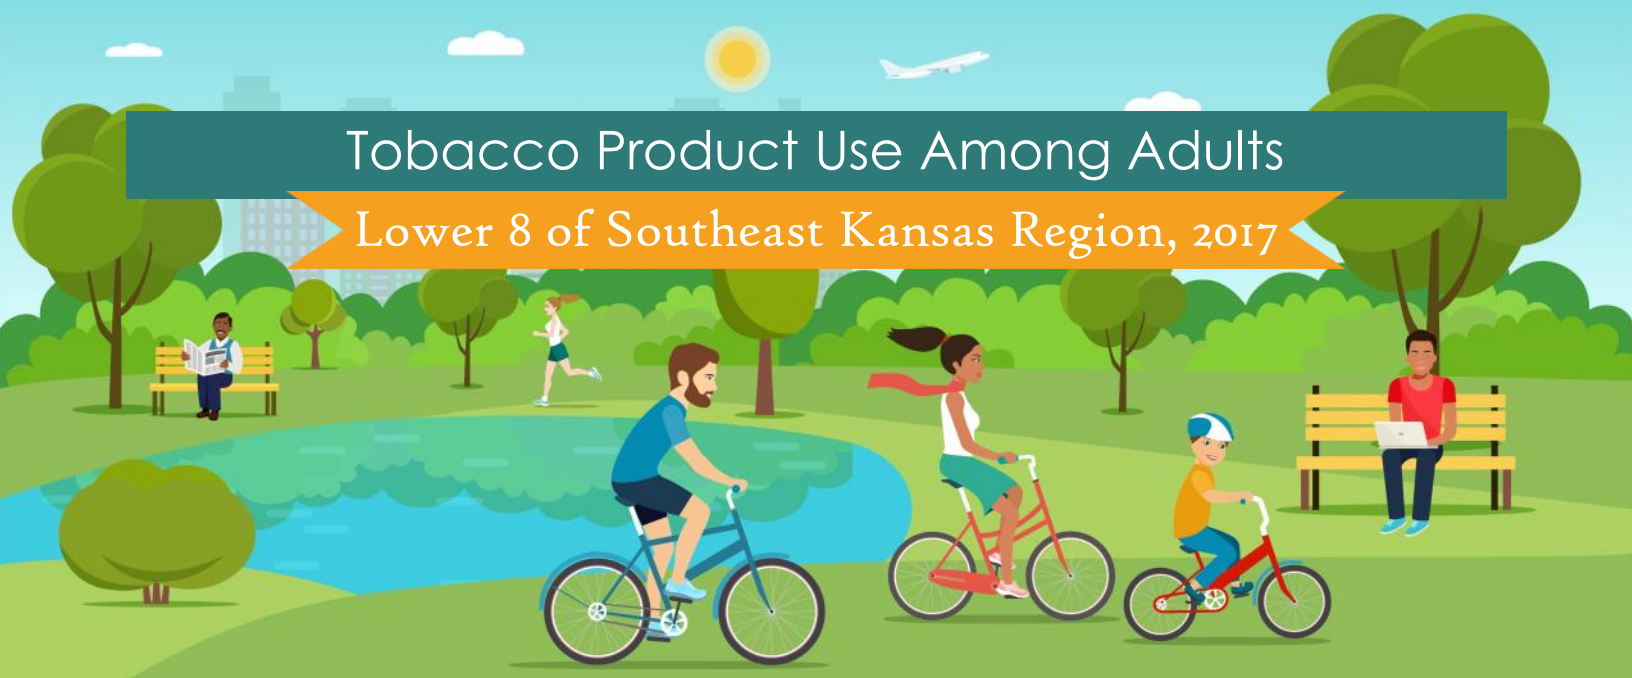 Tobacco Product Use Among Adults
Lower 8 of Southeast Kansas Region, 2017